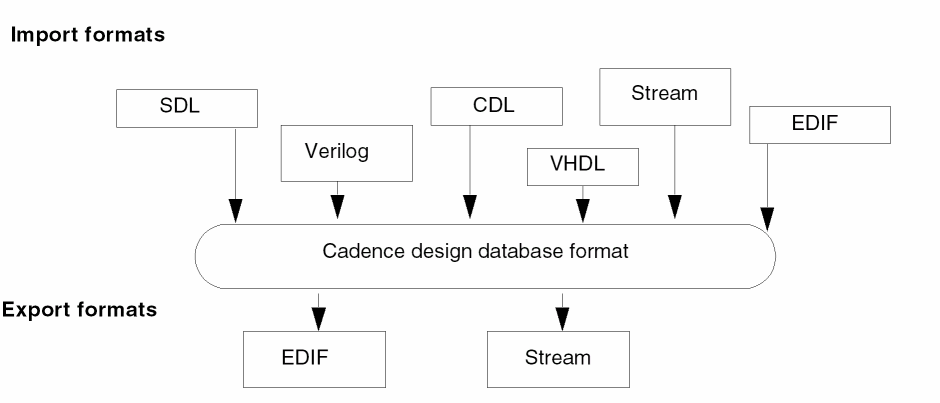 Import formats
SDL
Verilog
CDL
VHDL
Stream
EDIF
Cadence design database format
Export formats
EDIF
Stream